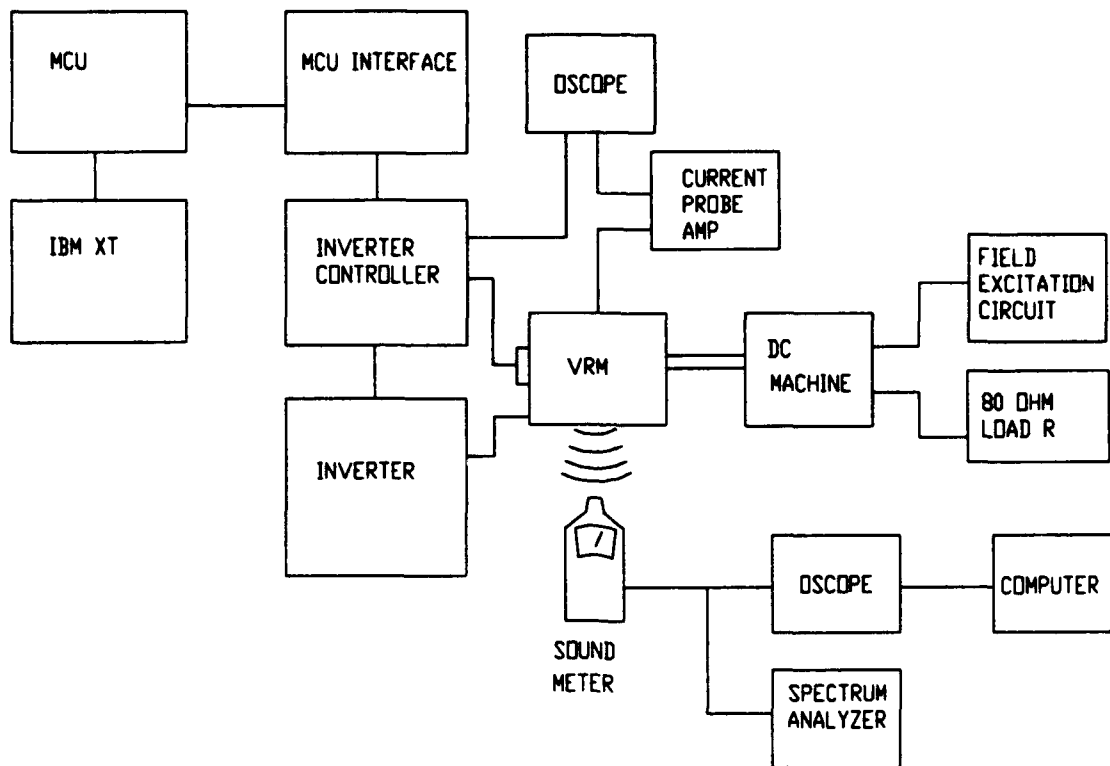 MCU
MCU INTERFACE
OSCOPE
CURRENT
PROBE
AMP
IBM XT
INVERTER
CONTROLLER
FIELD
EXCITATION
CIRCUIT
VRM
DC
MACHINE
80 OHM
LOAD R
INVERTER
SOUND
METER
OSCOPE
COMPUTER
SPECTRUM
ANALYZER